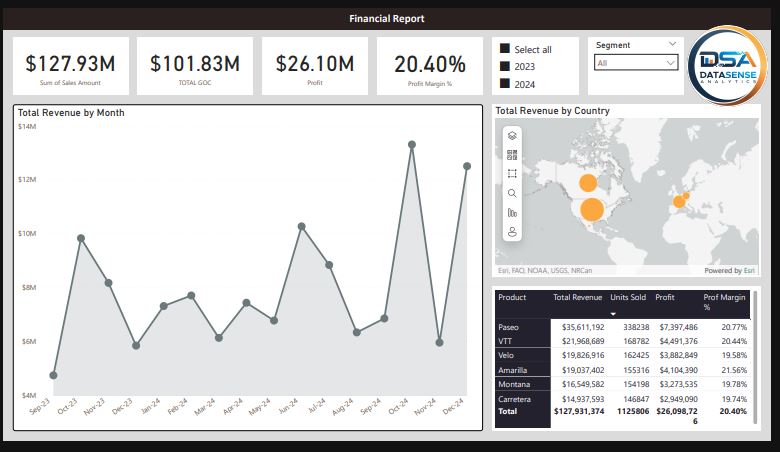 Financial Report
$127.93M
Sum of Sales Amount
$101.83M
TOTAL GOC
$26.10M
Profit
20.40%
Profit Margin %
Select all
2023
2024
Segment
All
DSA
DATASENSE
ANALYTICS
Total Revenue by Month
$14M
$12M
$10M
$8M
$6M
$4M
Sep-23
Oct-23
Nov-23
Dec-23
Jan-24
Feb-24
Mar-24
Apr-24
May-24
Jun-24
Jul-24
Aug-24
Sep-24
Oct-24
Nov-24
Dec-24
Total Revenue by Country
Esri, FAO, NOAA, USGS, NRCan
Powered by Esri
Product Total Revenue Units Sold Profit Prof Margin
%
Paseo $35,611,192 338238 $7,397,486 20.77%
VTT $21,968,689 168782 $4,491,376 20.44%
Velo $19,826,916 162425 $3,882,849 19.58%
Amarilla $19,037,402 155316 $4,104,390 21.56%
Montana $16,549,582 154198 $3,273,535 19.78%
Carretera $14,937,593 146847 $2,949,090 19.74%
Total $127,931,374 1125806 $26,098,72 20.40%
6